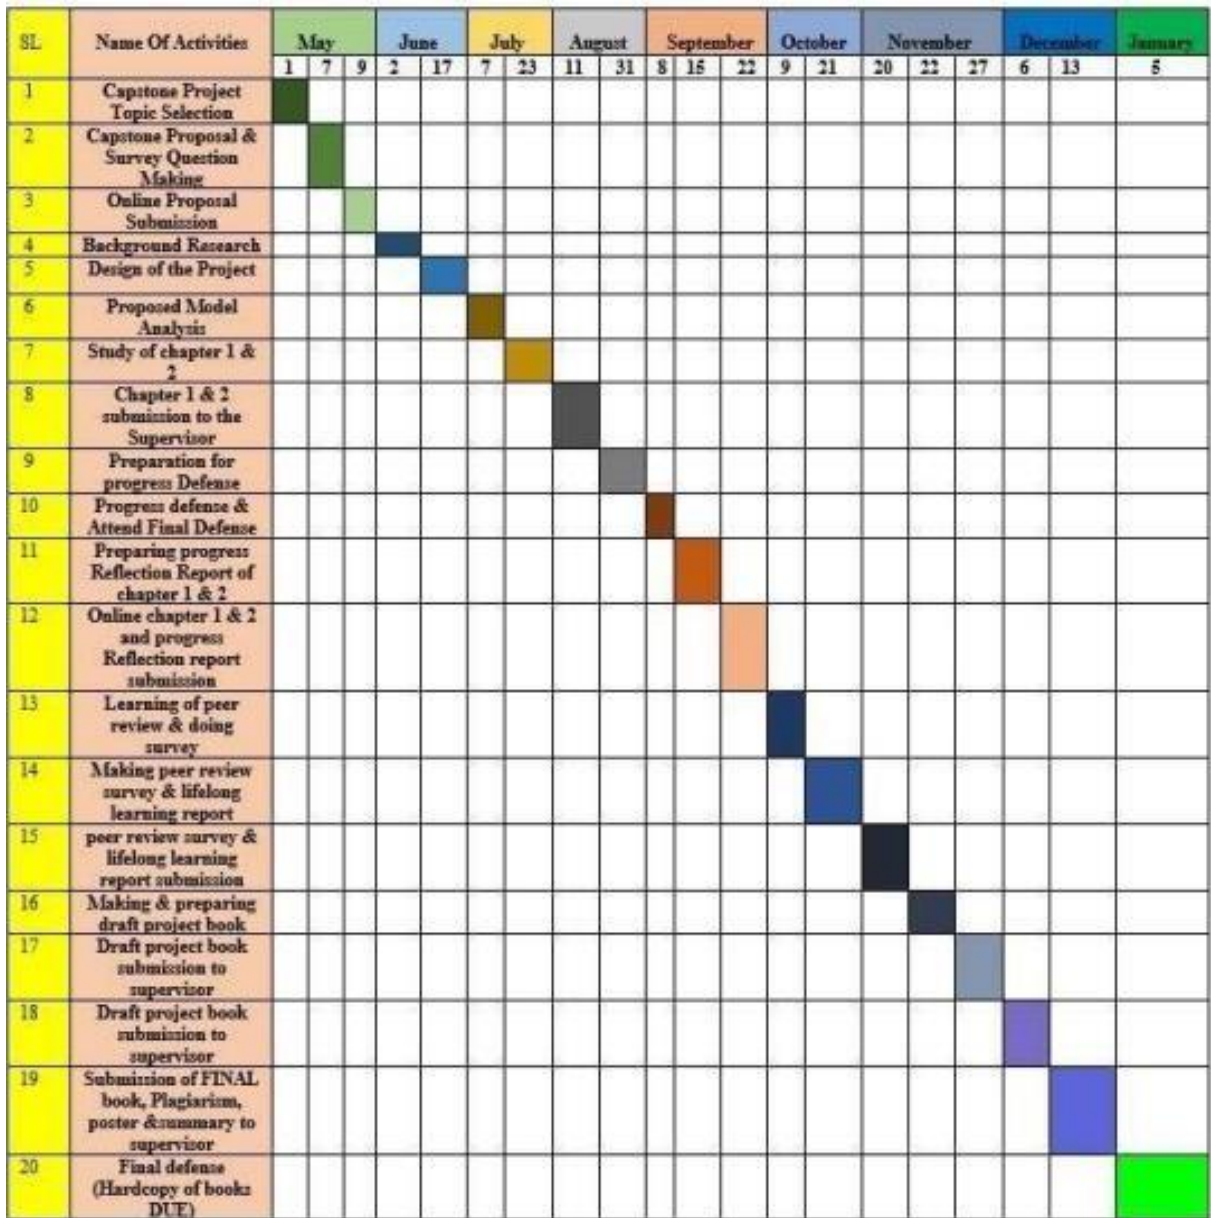 SL Name Of Activities May June July August September October November December January
1 7 9 2 17 7 23 11 31 8 15 22 9 21 20 22 27 6 13 5
1 Capstone Project
Topic Selection
2 Capstone Proposal &
Survey Question
Making
3 Online Proposal
Submission
4 Background Research
5 Design of the Project
6 Proposed Model
Analysis
7 Study of chapter 1 &
2
8 Chapter 1 & 2
submission to the
Supervisor
9 Preparation for
progress Defense
10 Progress defense &
Attend Final Defense
11 Preparing progress
Reflection Report of
chapter 1 & 2
12 Online chapter 1 & 2
and progress
Reflection report
submission
13 Learning of peer
review & doing
survey
14 Making peer review
survey & lifelong
learning report
15 peer review survey &
lifelong learning
report submission
16 Making & preparing
draft project book
17 Draft project book
submission to
supervisor
18 Draft project book
submission to
supervisor
19 Submission of FINAL
book, Plagiarism,
poster &summary to
supervisor
20 Final defense
(Hardcopy of books
DUE)